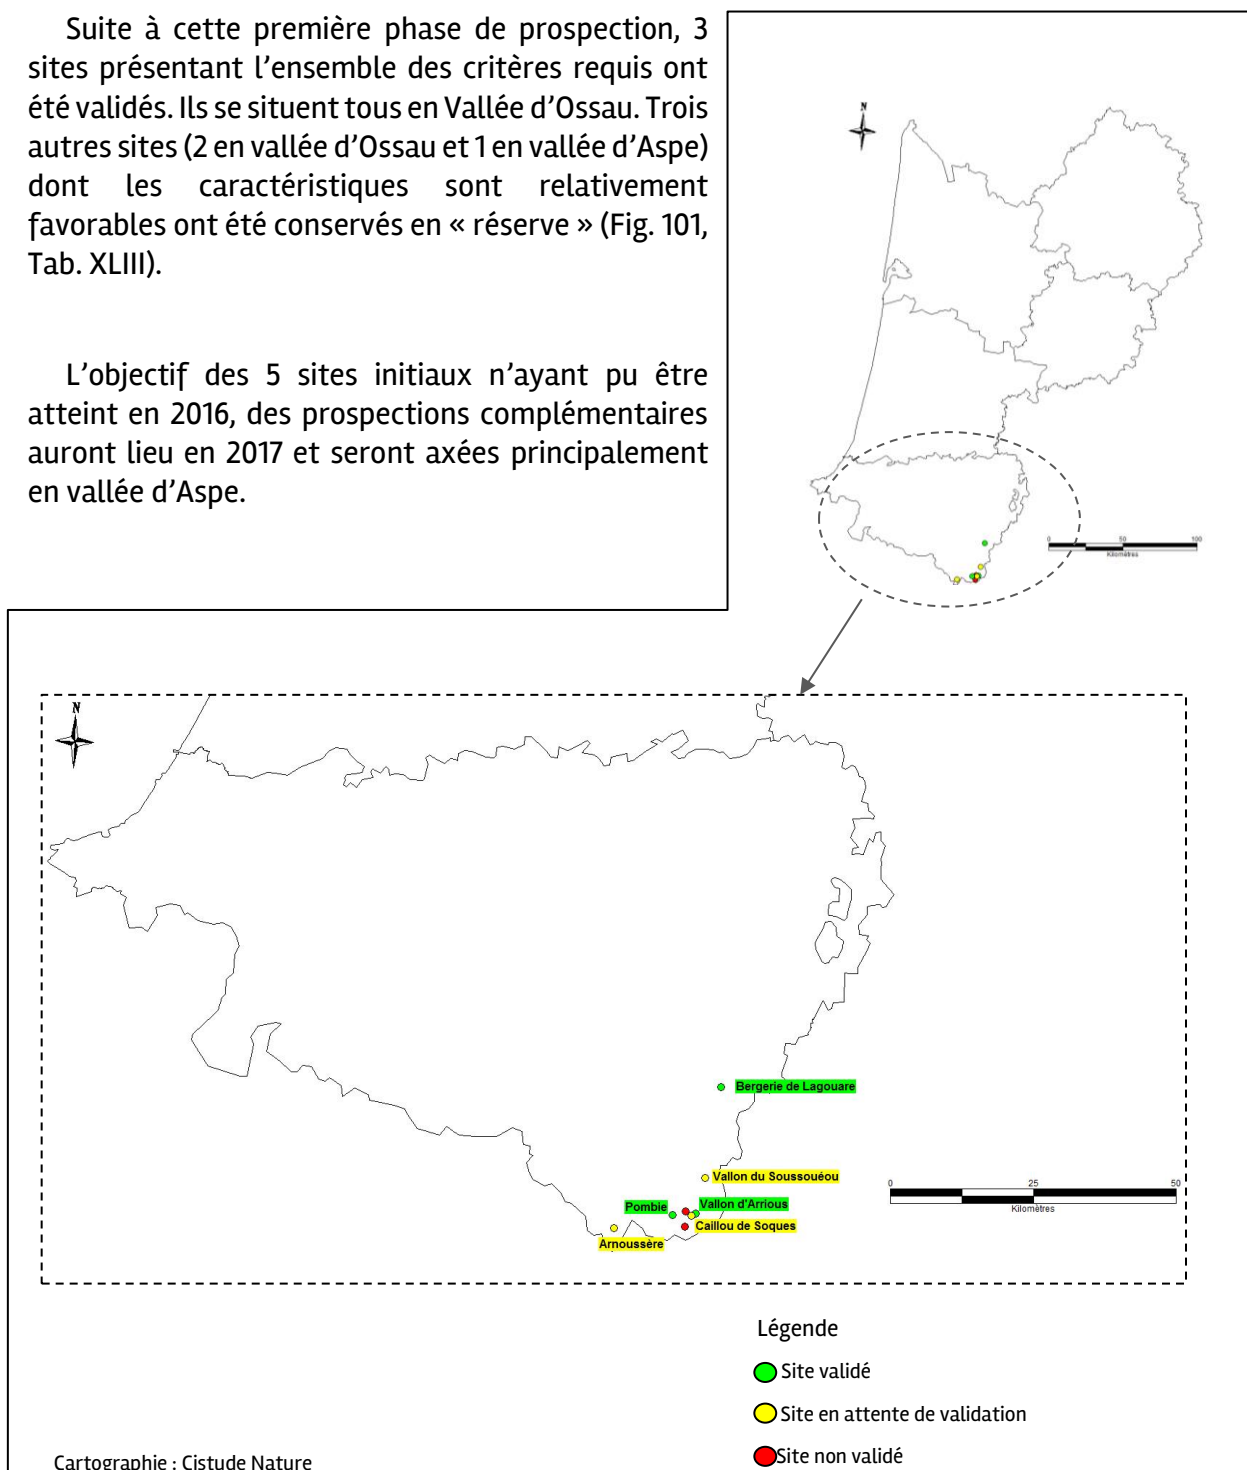 Suite à cette première phase de prospection, 3
sites présentant l’ensemble des critères requis ont
été validés. Ils se situent tous en Vallée d’Ossau. Trois
autres sites (2 en vallée d’Ossau et 1 en vallée d’Aspe)
dont les caractéristiques sont relativement
favorables ont été conservés en « réserve » (Fig. 101,
Tab. XLIII).
L’objectif des 5 sites initiaux n’ayant pu être
atteint en 2016, des prospections complémentaires
auront lieu en 2017 et seront axées principalement
en vallée d’Aspe.
N
0 50 100
Kilomètres
N
Bergerie de Lagouare
Vallon du Soussouéou
Pombie
Vallon d'Arrious
Caillou de Soques
Arnoussère
0 25 50
Kilomètres
Légende
Site validé
Site en attente de validation
Site non validé
Cartographie : Cistude Nature